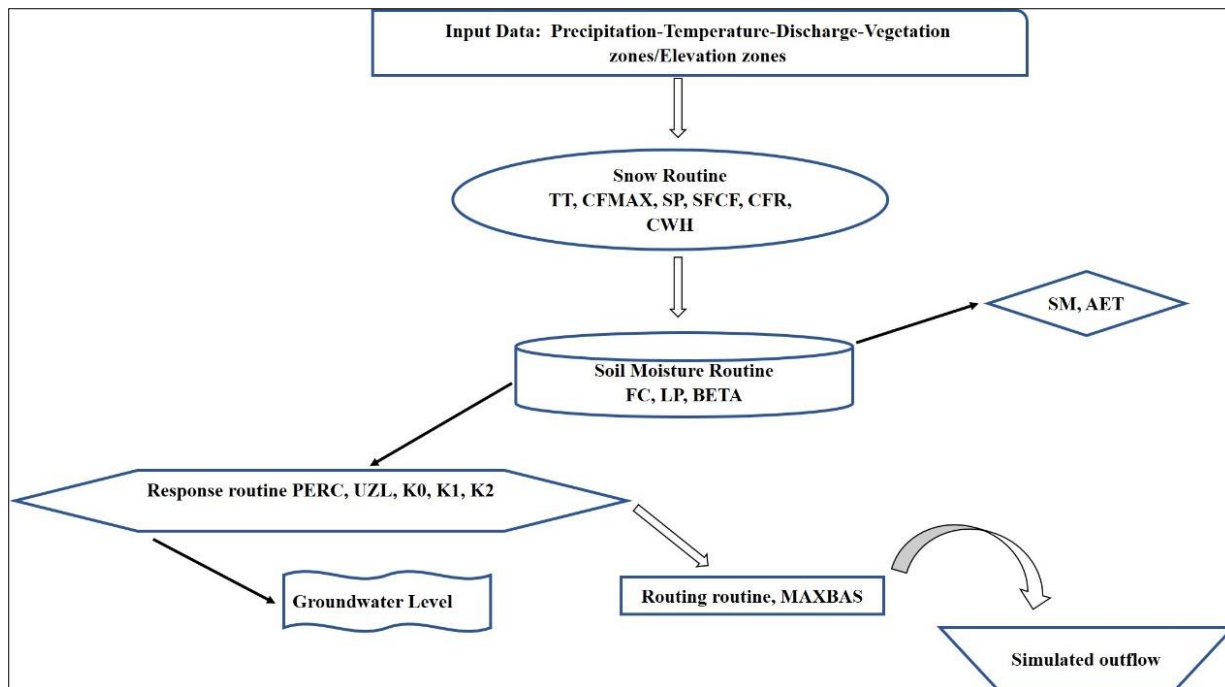 Input Data: Precipitation-Temperature-Discharge-Vegetation
zones/Elevation zones
Snow Routine
TT, CFMAX, SP, SFCF, CFR,
CWH
SM, AET
Soil Moisture Routine
FC, LP, BETA
Response routine PERC, UZL, K0, K1, K2
Groundwater Level
Routing routine, MAXBAS
Simulated outflow